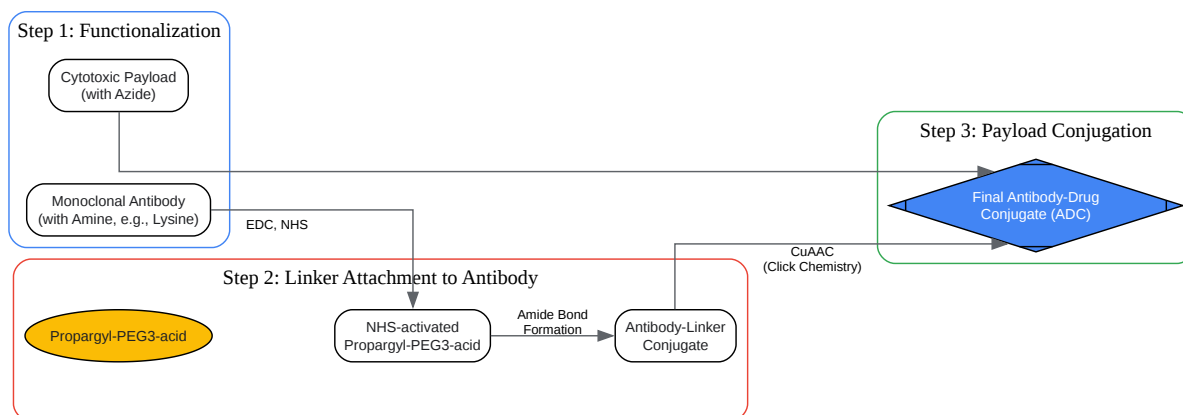 Step 1: Functionalization
Cytotoxic Payload
(with Azide)
Monoclonal Antibody
(with Amine, e.g., Lysine)
EDC, NHS
Step 2: Linker Attachment to Antibody
Propargyl-PEG3-acid
NHS-activated
Propargyl-PEG3-acid
Amide Bond
Formation
Antibody-Linker
Conjugate
CuAAC
(Click Chemistry)
Step 3: Payload Conjugation
Final Antibody-Drug
Conjugate (ADC)